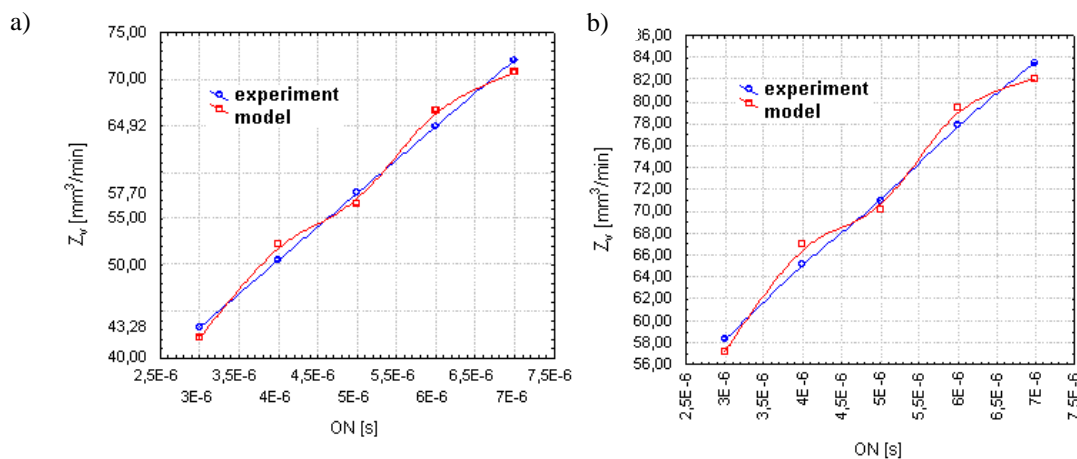 a)
75,00
70,00
64,92
57,70
55,00
50,00
43,28
40,00
Zv [mm³/min]
experiment
model
2,5E-6 3,5E-6 4,5E-6 5,5E-6 6,5E-6 7,5E-6
3E-6 4E-6 5E-6 6E-6 7E-6
ON [s]
b)
36,00
84,00
82,00
80,00
78,00
76,00
74,00
72,00
70,00
68,00
66,00
64,00
62,00
60,00
58,00
56,00
Zv [mm³/min]
experiment
model
2,5E-6 3E-6 3,5E-6 4E-6 4,5E-6 5E-6 5,5E-6 6E-6 6,5E-6 7E-6 7,5E-6
ON [s]